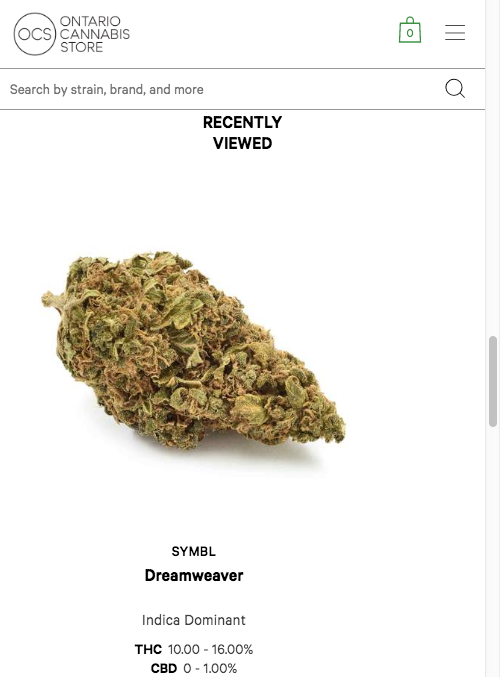 OCS
ONTARIO
CANNABIS
STORE
0
Search by strain, brand, and more
RECENTLY
VIEWED
SYMBL
Dreamweaver
Indica Dominant
THC 10.00 - 16.00%
CBD 0 - 1.00%